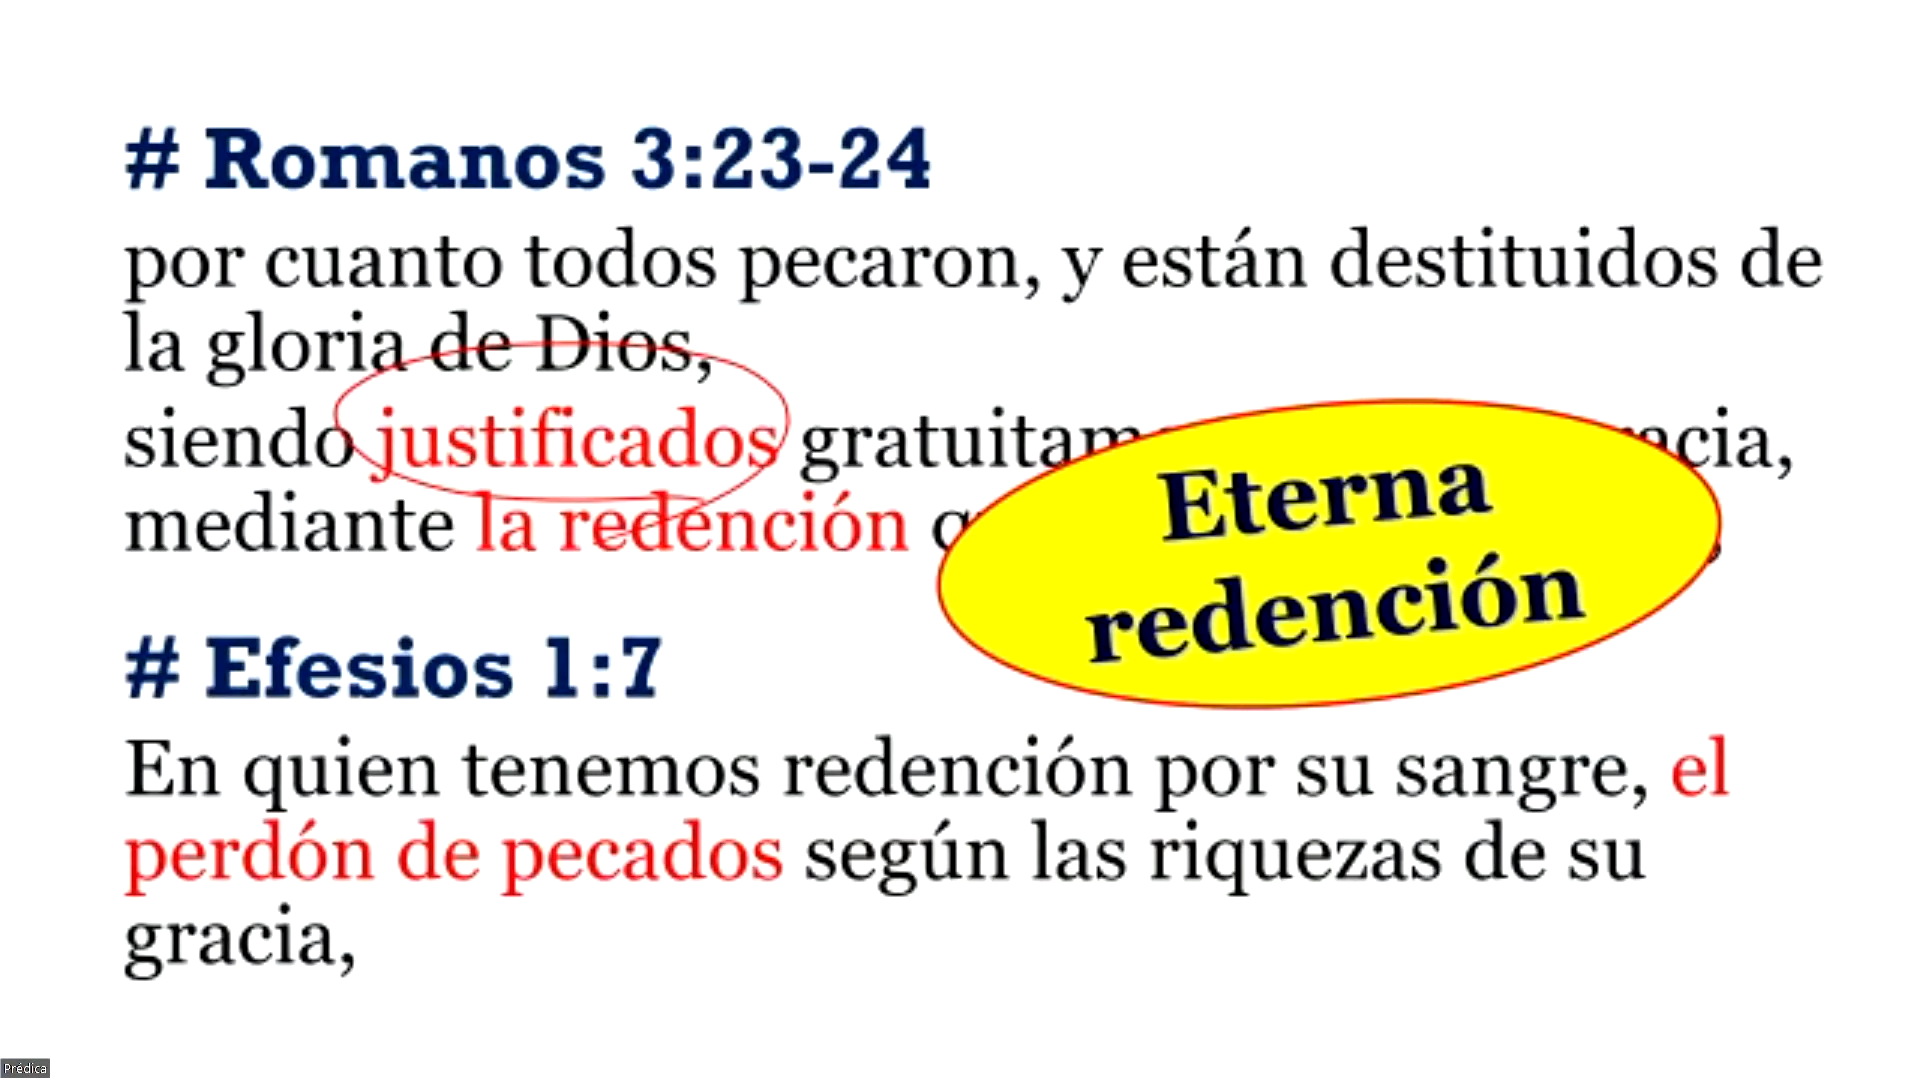 # Romanos 3:23-24
por cuanto todos pecaron, y están destituidos de
la gloria de Dios,
siendo justificados
mediante la redención
Eterna
redención
# Efesios 1:7
En quien tenemos redención por su sangre, el
perdón de pecados según las riquezas de su
gracia,
Prédica